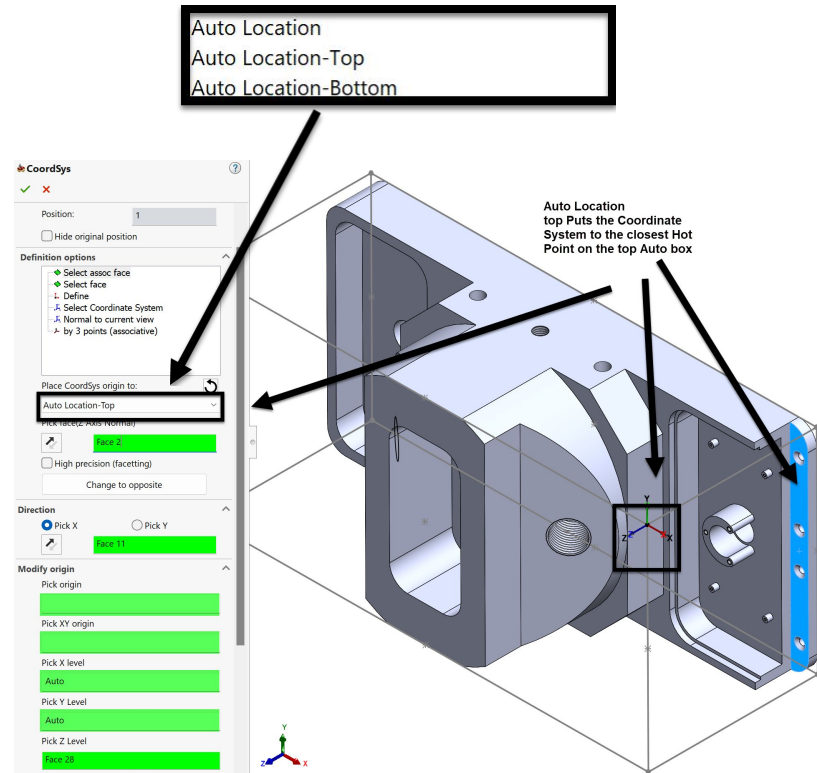 Auto Location
Auto Location-Top
Auto Location-Bottom
CoordSys
?
Position:
1
Hide original position
Definition options
Select assoc face
Select face
Define
Select Coordinate System
Normal to current view
by 3 points (associative)
Place CoordSys origin to:
Auto Location-Top
Pick face(Z Axis Normal)
Face 2
High precision (facetting)
Change to opposite
Direction
Pick X
Pick Y
Face 11
Modify origin
Pick origin
Pick XY origin
Pick X level
Auto
Pick Y Level
Auto
Pick Z Level
Face 28
Auto Location
top Puts the Coordinate
System to the closest Hot
Point on the top Auto box
Y
Z
X
Y
Z
X